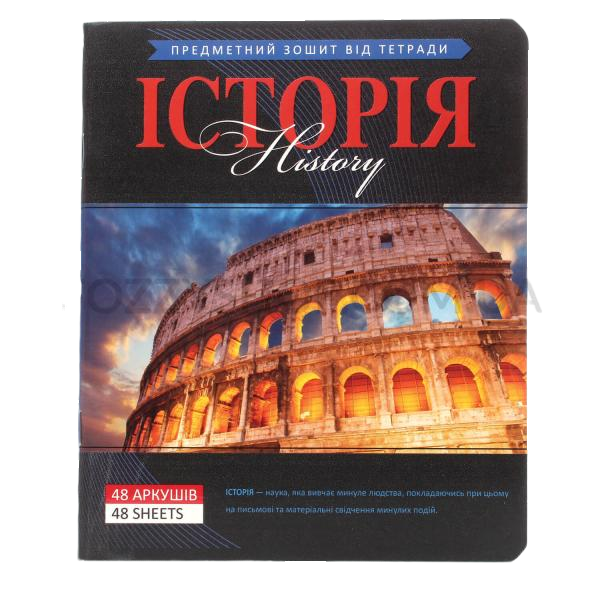 ПРЕДМЕТНИЙ ЗОШИТ ВІД ТЕТРАДИ
ІСТОРІЯ
History
48 АРКУШІВ
48 SHEETS
ІСТОРІЯ — наука, яка вивчає минуле людства, покладаючись при цьому
на письмові та матеріальні свідчення минулих подій.